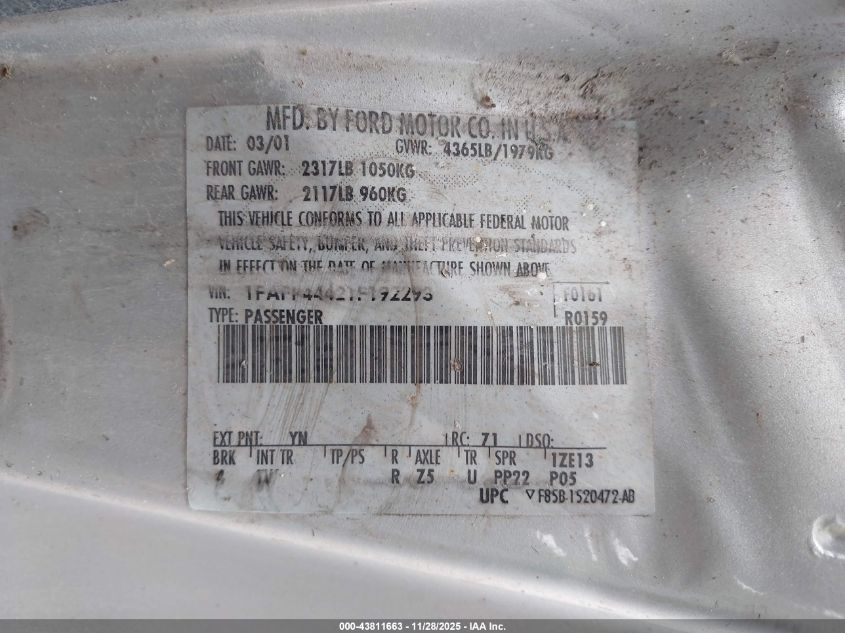 MFD. BY FORD MOTOR CO. IN U.S.A.
DATE: 03/01 GVWR: 4365LB/1979KG
FRONT GAWR: 2317LB 1050KG
REAR GAWR: 2117LB 960KG
THIS VEHICLE CONFORMS TO ALL APPLICABLE FEDERAL MOTOR
VEHICLE SAFETY, BUMPER, AND THEFT PREVENTION STANDARDS
IN EFFECT ON THE DATE OF MANUFACTURE SHOWN ABOVE
VIN: 1FAFP44421F192293 F0161
TYPE: PASSENGER R0159
EXT PNT: YN RC: 71 DSO:
BRK INT TR TP/PS R AXLE TR SPR 1ZE13
4 R Z5 U PP22 P05
UPC ▽ F85B-1520472-AB
000-43811663 - 11/28/2025 - IAA Inc.